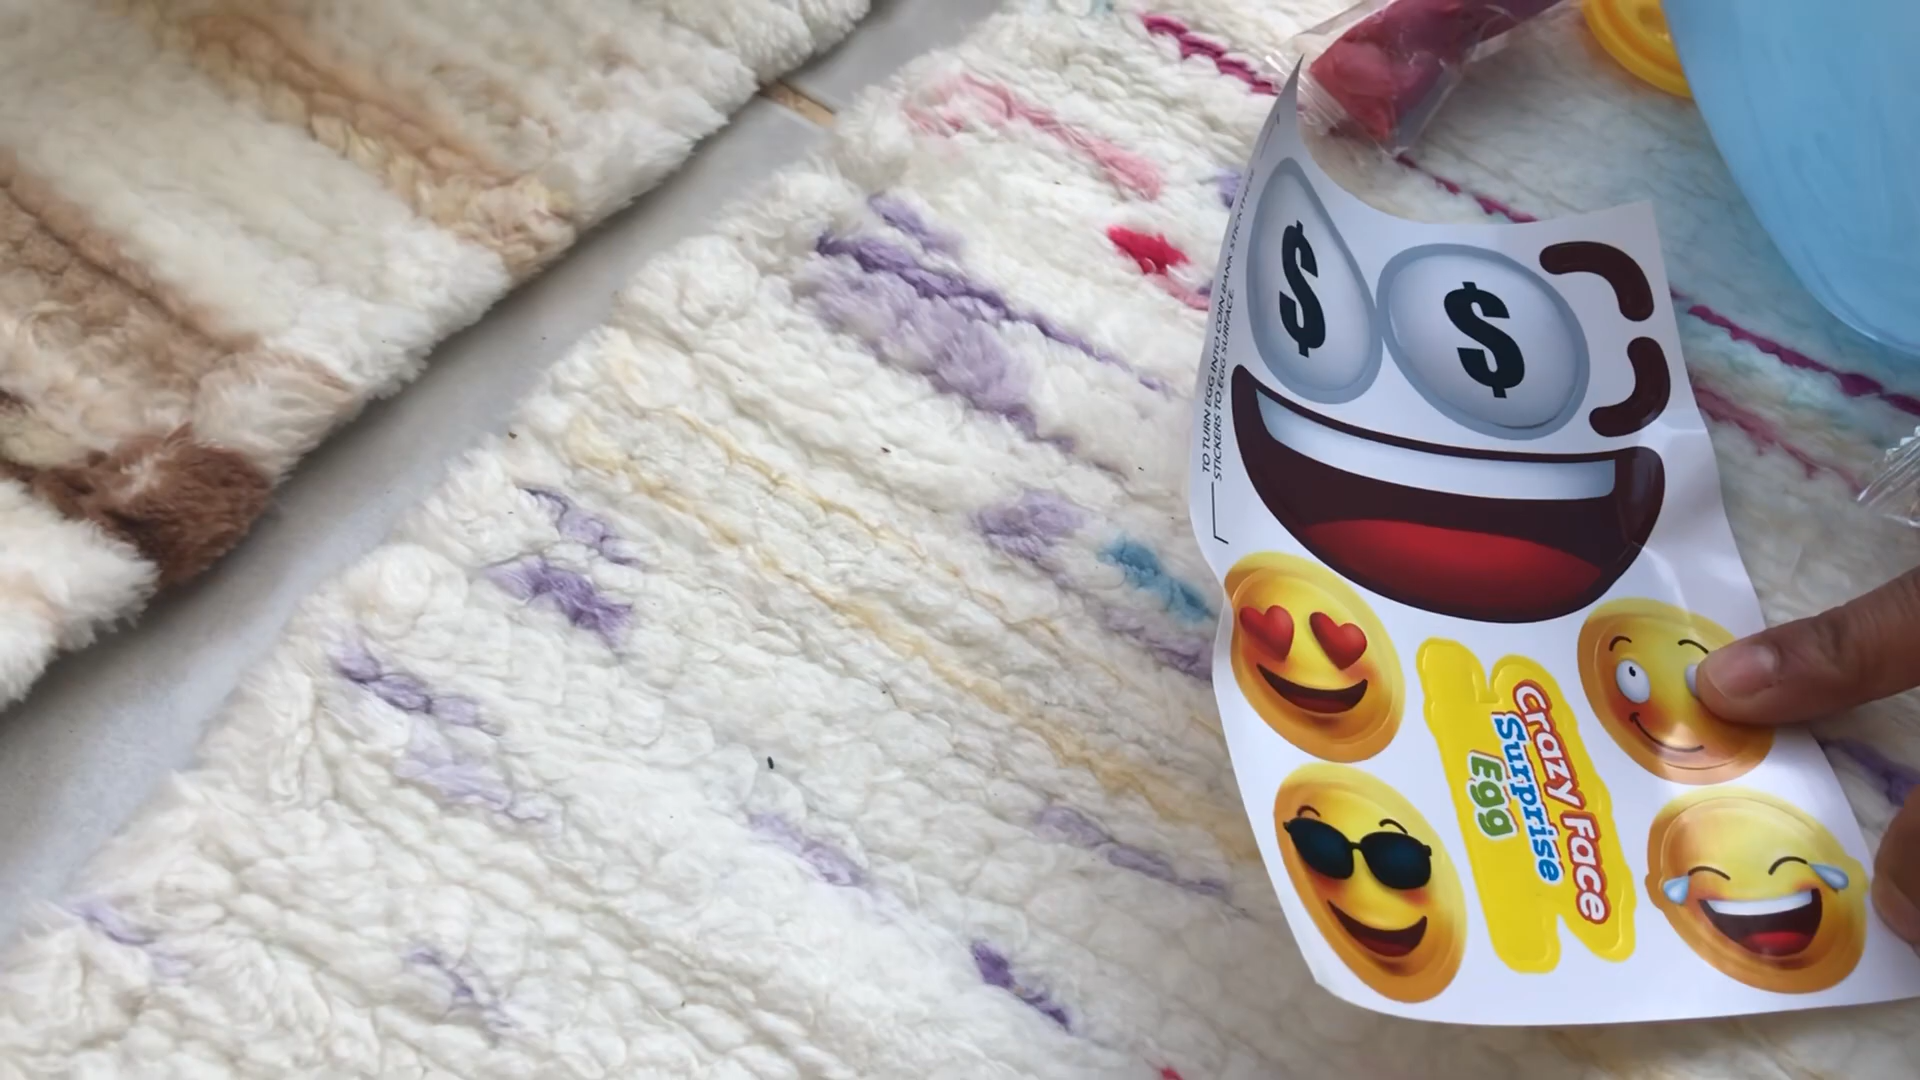 TO TURN EGG INTO COIN BANK, STICK THESE
STICKERS TO EGG SURFACE.
$ $
Crazy Face
Surprise
Egg